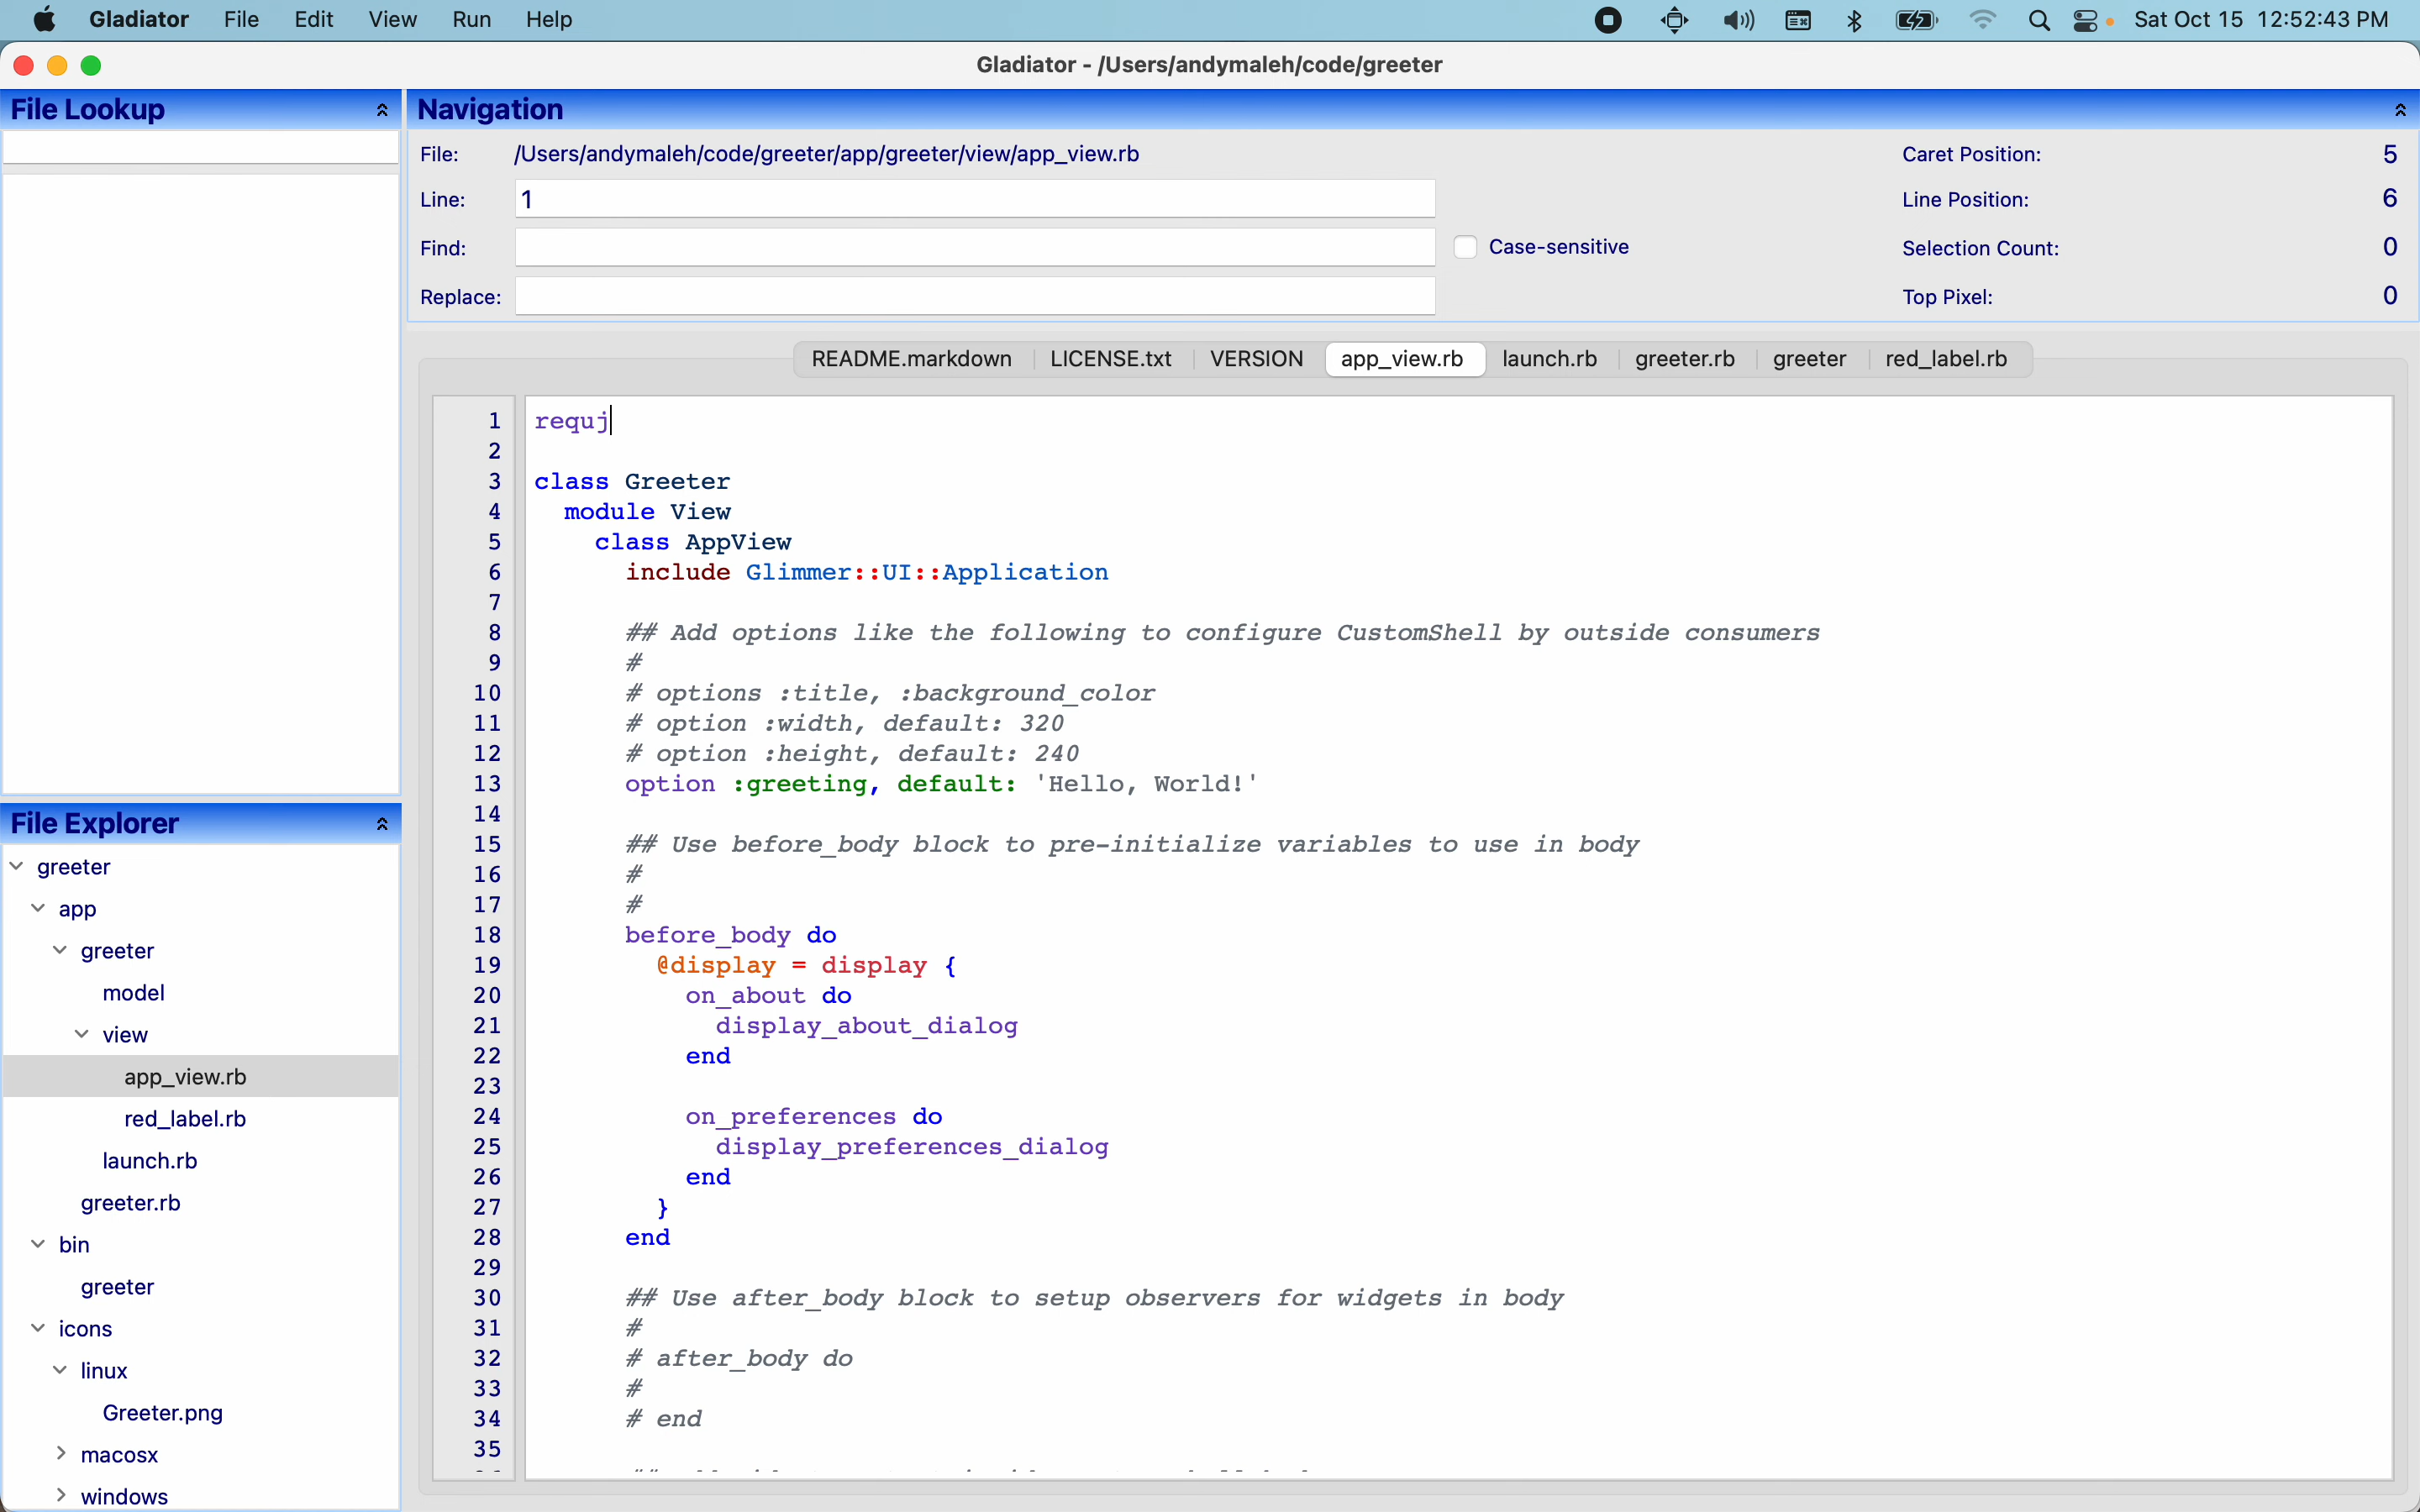 Gladiator File Edit View Run Help Sat Oct 15 12:52:43 PM
Gladiator - /Users/andymaleh/code/greeter
File Lookup
Navigation
File: /Users/andymaleh/code/greeter/app/greeter/view/app_view.rb Caret Position: 5
Line: 1 Line Position: 6
Find: Case-sensitive Selection Count: 0
Replace: Top Pixel: 0
README.markdown LICENSE.txt VERSION app_view.rb launch.rb greeter.rb greeter red_label.rb
1 requj
2
3 class Greeter
4 module View
5 class AppView
6 include Glimmer::UI::Application
7
8 ## Add options like the following to configure CustomShell by outside consumers
9 #
10 # options :title, :background_color
11 # option :width, default: 320
12 # option :height, default: 240
13 option :greeting, default: 'Hello, World!'
14
15 ## Use before_body block to pre-initialize variables to use in body
16 #
17 #
18 before_body do
19 @display = display {
20 on_about do
21 display_about_dialog
22 end
23
24 on_preferences do
25 display_preferences_dialog
26 end
27 }
28 end
29
30 ## Use after_body block to setup observers for widgets in body
31 #
32 # after_body do
33 #
34 # end
35
File Explorer
greeter
app
greeter
model
view
app_view.rb
red_label.rb
launch.rb
greeter.rb
bin
greeter
icons
linux
Greeter.png
macosx
windows